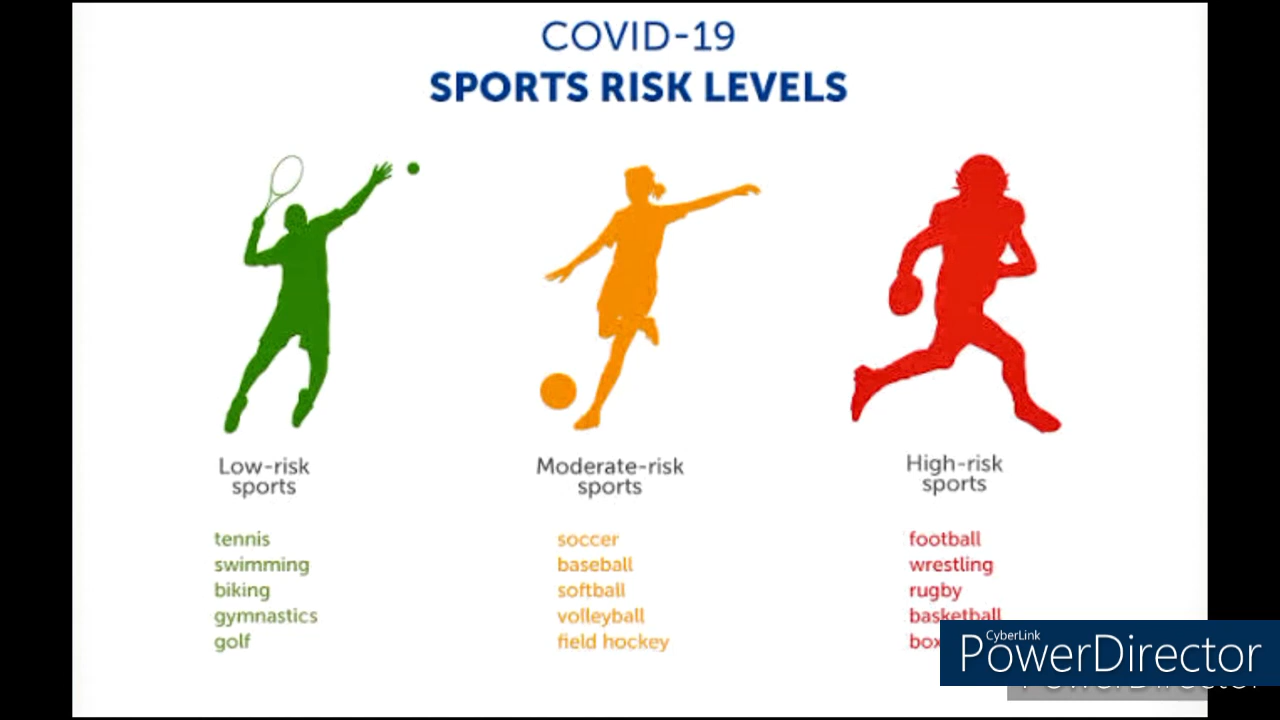 COVID-19
SPORTS RISK LEVELS
Low-risk
sports
tennis
swimming
biking
gymnastics
golf
Moderate-risk
sports
soccer
baseball
softball
volleyball
field hockey
High-risk
sports
football
wrestling
rugby
basketball
CyberLink
PowerDirector